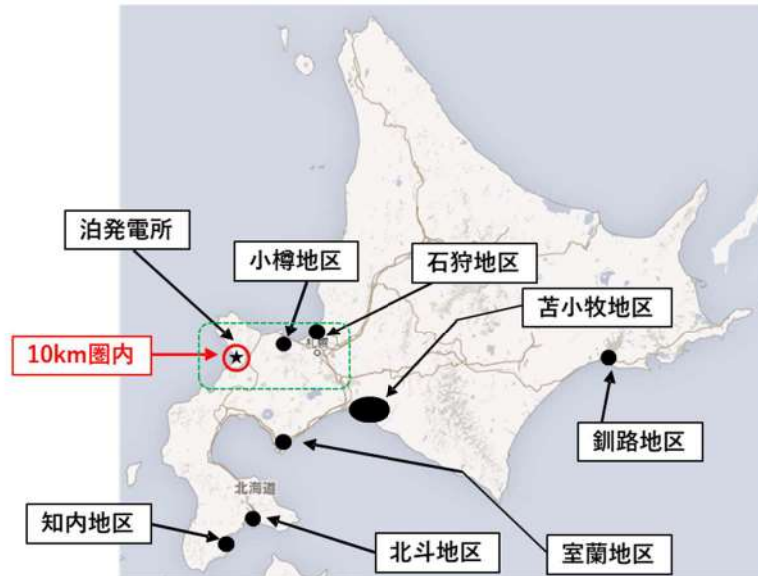 泊発電所
小樽地区
石狩地区
苫小牧地区
札幌
10km圏内
釧路地区
北海道
知内地区
北斗地区
室蘭地区